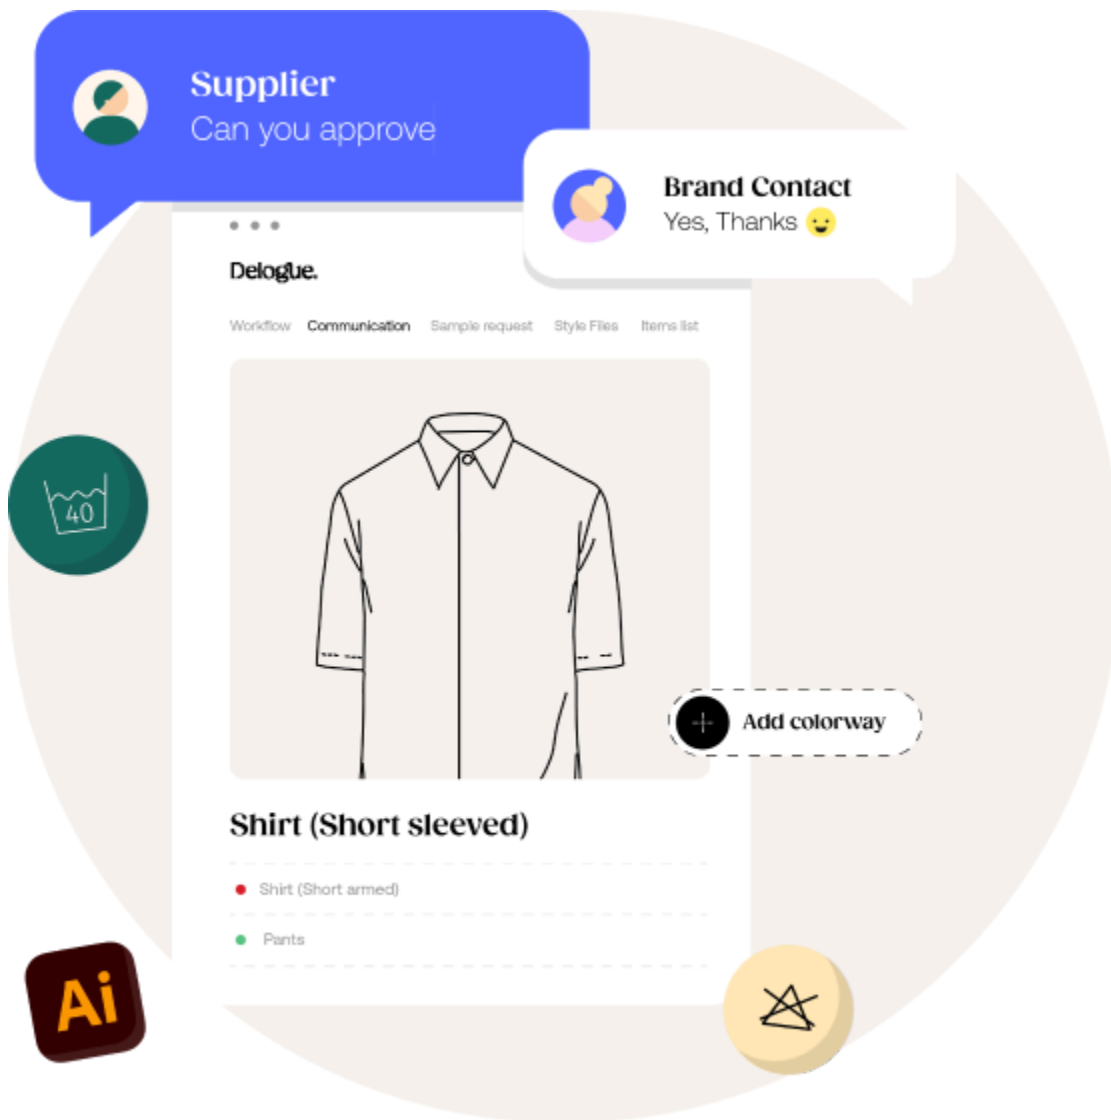 Supplier
Can you approve
Brand Contact
Yes, Thanks
Delogue.
Workflow Communication Sample request Style Files Items list
40
Add colorway
Shirt (Short sleeved)
Shirt (Short armed)
Pants
Ai